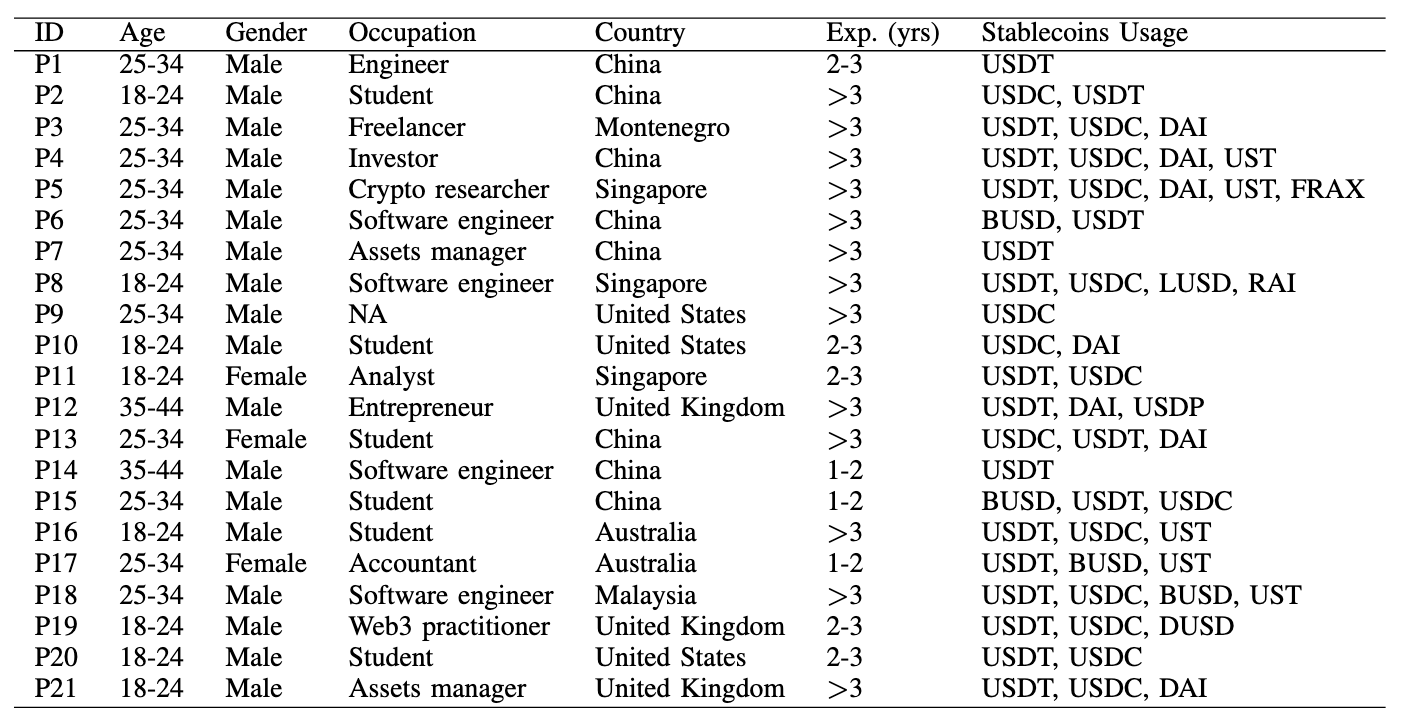 ID Age Gender Occupation Country Exp. (yrs) Stablecoins Usage
P1 25-34 Male Engineer China 2-3 USDT
P2 18-24 Male Student China >3 USDC, USDT
P3 25-34 Male Freelancer Montenegro >3 USDT, USDC, DAI
P4 25-34 Male Investor China >3 USDT, USDC, DAI, UST
P5 25-34 Male Crypto researcher Singapore >3 USDT, USDC, DAI, UST, FRAX
P6 25-34 Male Software engineer China >3 BUSD, USDT
P7 25-34 Male Assets manager China >3 USDT
P8 18-24 Male Software engineer Singapore >3 USDT, USDC, LUSD, RAI
P9 25-34 Male NA United States >3 USDC
P10 18-24 Male Student United States 2-3 USDC, DAI
P11 18-24 Female Analyst Singapore 2-3 USDT, USDC
P12 35-44 Male Entrepreneur United Kingdom >3 USDT, DAI, USDP
P13 25-34 Female Student China >3 USDC, USDT, DAI
P14 35-44 Male Software engineer China 1-2 USDT
P15 25-34 Male Student China 1-2 BUSD, USDT, USDC
P16 18-24 Male Student Australia >3 USDT, USDC, UST
P17 25-34 Female Accountant Australia 1-2 USDT, BUSD, UST
P18 25-34 Male Software engineer Malaysia >3 USDT, USDC, BUSD, UST
P19 18-24 Male Web3 practitioner United Kingdom 2-3 USDT, USDC, DUSD
P20 18-24 Male Student United States 2-3 USDT, USDC
P21 18-24 Male Assets manager United Kingdom >3 USDT, USDC, DAI